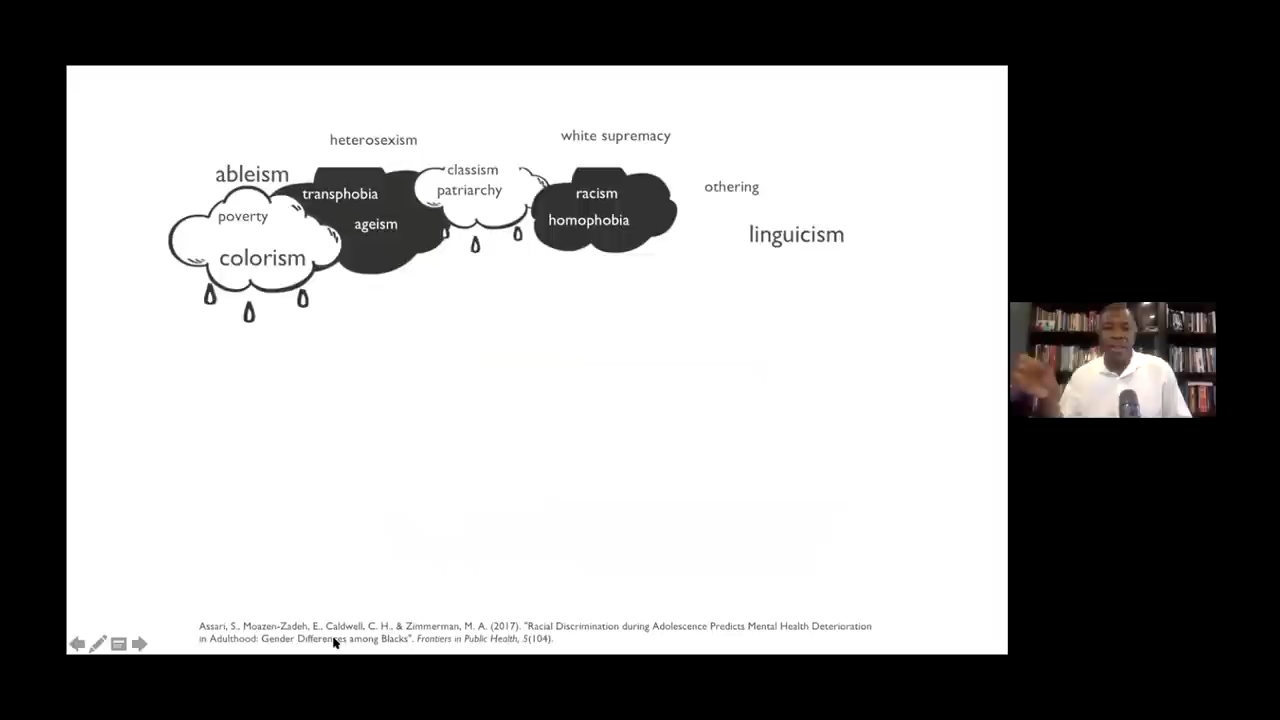 heterosexism
white supremacy
ableism
classism
transphobia
patriarchy
racism
othering
poverty
ageism
homophobia
linguicism
colorism
Assari, S., Moazen-Zadeh, E., Caldwell, C. H., & Zimmerman, M. A. (2017). "Racial Discrimination during Adolescence Predicts Mental Health Deterioration
in Adulthood: Gender Differences among Blacks". Frontiers in Public Health, 5(104).